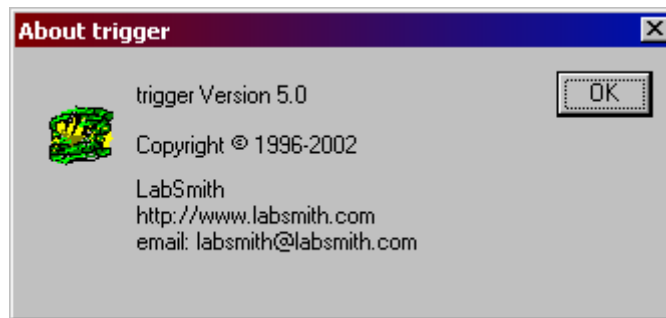 About trigger
trigger Version 5.0
OK
Copyright © 1996-2002
LabSmith
http://www.labsmith.com
email: labsmith@labsmith.com